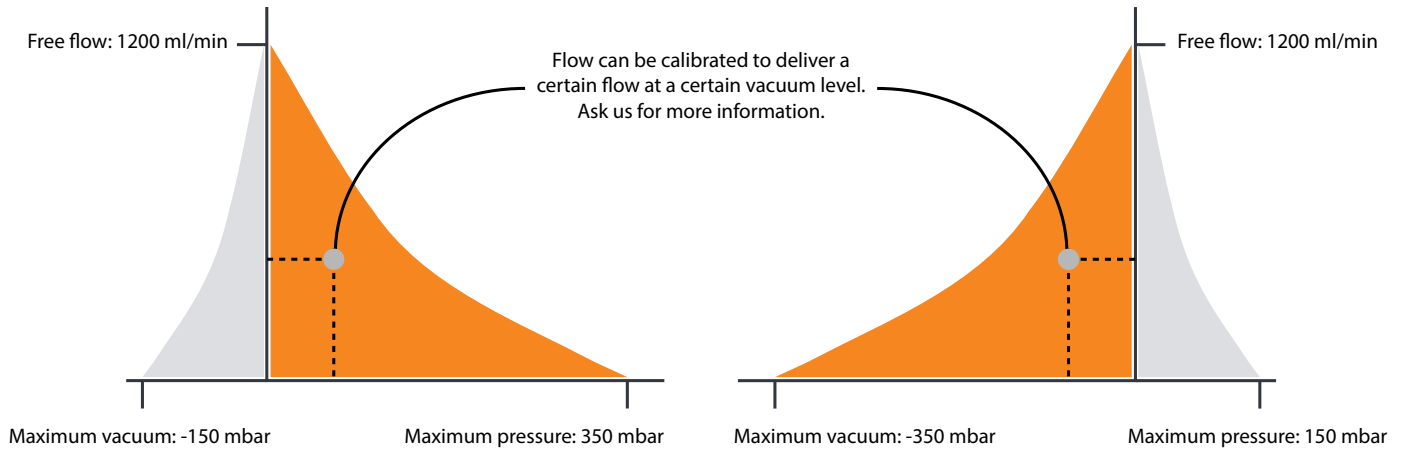 Free flow: 1200 ml/min
Flow can be calibrated to deliver a
certain flow at a certain vacuum level.
Ask us for more information.
Free flow: 1200 ml/min
Maximum vacuum: -150 mbar
Maximum pressure: 350 mbar
Maximum vacuum: -350 mbar
Maximum pressure: 150 mbar